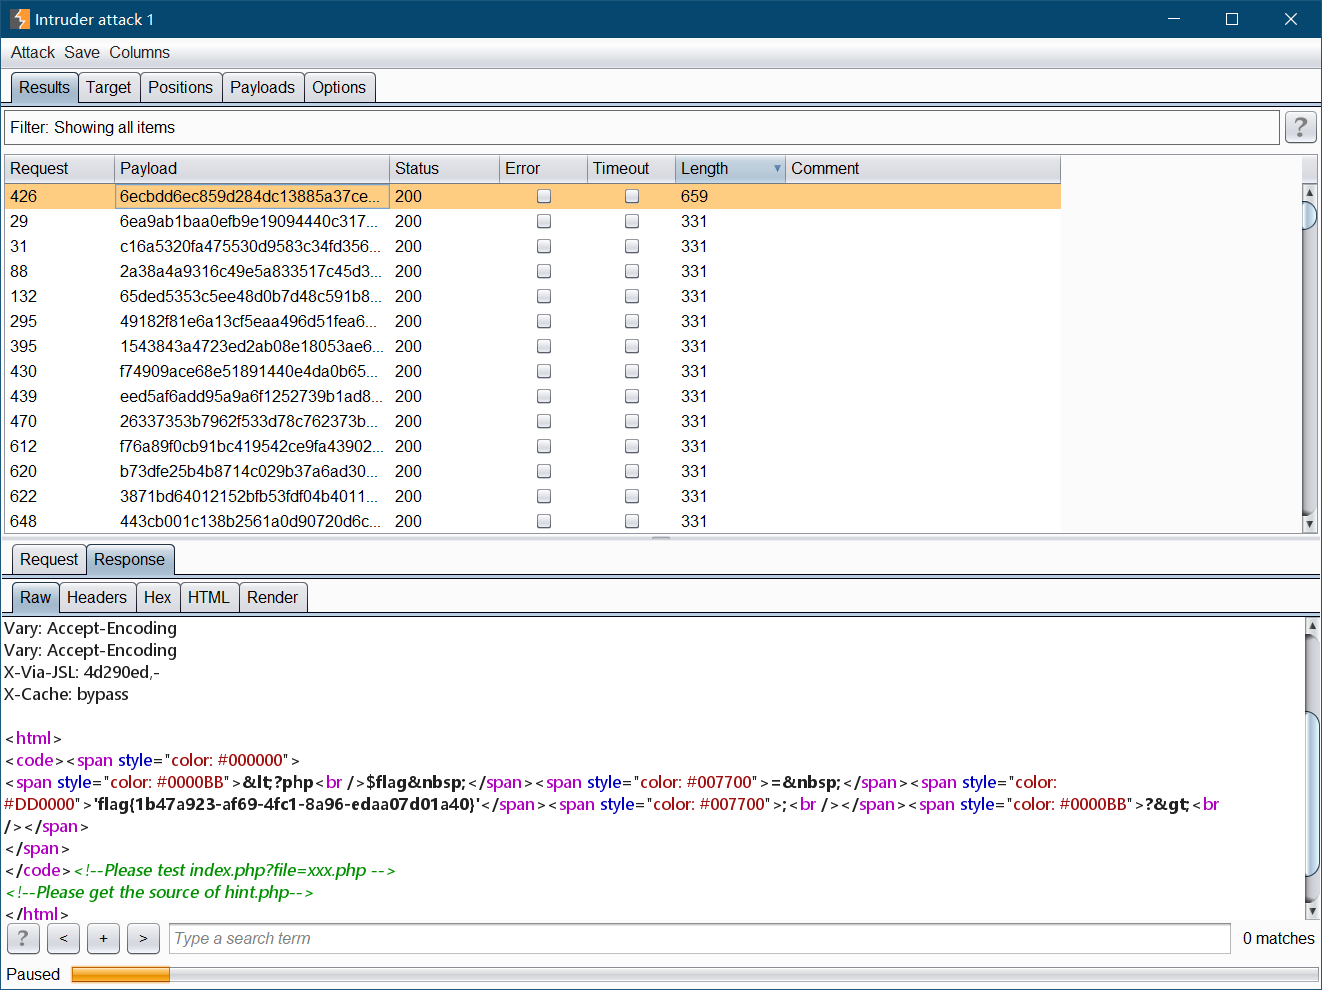 Intruder attack 1
Attack Save Columns
Results Target Positions Payloads Options
Filter: Showing all items
?
Request Payload Status Error Timeout Length Comment
426 6ecbdd6ec859d284dc13885a37ce... 200 659
29 6ea9ab1baa0efb9e19094440c317... 200 331
31 c16a5320fa475530d9583c34fd356... 200 331
88 2a38a4a9316c49e5a833517c45d3... 200 331
132 65ded5353c5ee48d0b7d48c591b8... 200 331
295 49182f81e6a13cf5eaa496d51fea6... 200 331
395 1543843a4723ed2ab08e18053ae6... 200 331
430 f74909ace68e51891440e4da0b65... 200 331
439 eed5af6add95a9a6f1252739b1ad8... 200 331
470 26337353b7962f533d78c762373b... 200 331
612 f76a89f0cb91bc419542ce9fa43902... 200 331
620 b73dfe25b4b8714c029b37a6ad30... 200 331
622 3871bd64012152bfb53fdf04b4011... 200 331
648 443cb001c138b2561a0d90720d6c... 200 331
Request Response
Raw Headers Hex HTML Render
Vary: Accept-Encoding
Vary: Accept-Encoding
X-Via-JSL: 4d290ed,-
X-Cache: bypass
<html>
<code><span style="color: #000000">
<span style="color: #0000BB">&lt;?php<br />$flag&nbsp;</span><span style="color: #007700">=&nbsp;</span><span style="color:
#DD0000">'flag{1b47a923-af69-4fc1-8a96-edaa07d01a40}'</span><span style="color: #007700">;<br /></span><span style="color: #0000BB">?&gt;<br
/></span>
</span>
</code><!--Please test index.php?file=xxx.php -->
<!--Please get the source of hint.php-->
</html>
? < + > Type a search term 0 matches
Paused